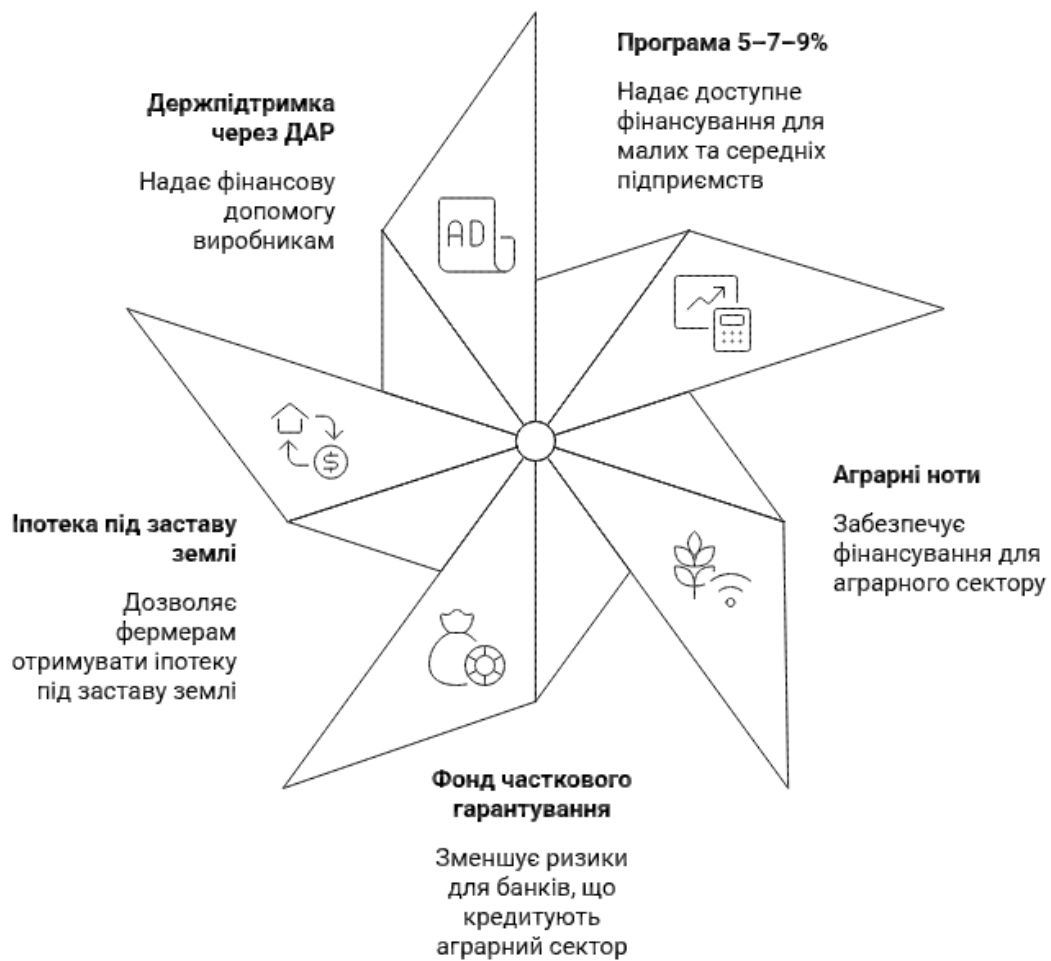 Програма 5–7–9%
Надає доступне
фінансування для
малих та середніх
підприємств
Держпідтримка
через ДАР
Надає фінансову
допомогу
виробникам
AD
Аграрні ноти
Забезпечує
фінансування для
аграрного сектору
Іпотека під заставу
землі
Дозволяє
фермерам
отримувати іпотеку
під заставу землі
$
Фонд часткового
гарантування
Зменшує ризики
для банків, що
кредитують
аграрний сектор